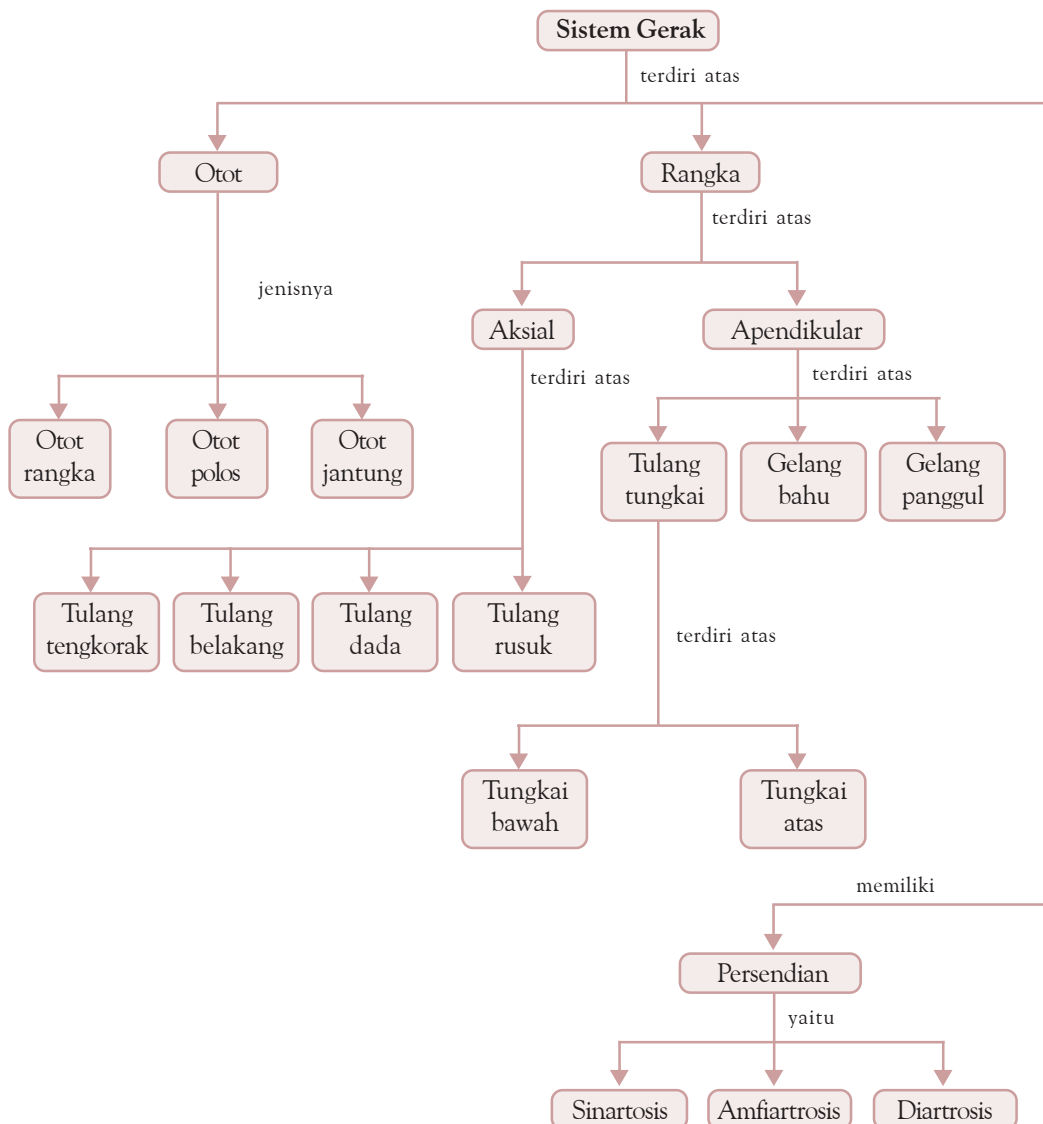 Sistem Gerak
terdiri atas
Otot
Rangka
terdiri atas
jenisnya
Aksial
Apendikular
terdiri atas
terdiri atas
Otot
rangka
Otot
polos
Otot
jantung
Tulang
tungkai
Gelang
bahu
Gelang
panggul
Tulang
tengkorak
Tulang
belakang
Tulang
dada
Tulang
rusuk
terdiri atas
Tungkai
bawah
Tungkai
atas
memiliki
Persendian
yaitu
Sinartosis
Amfiartrosis
Diartrosis